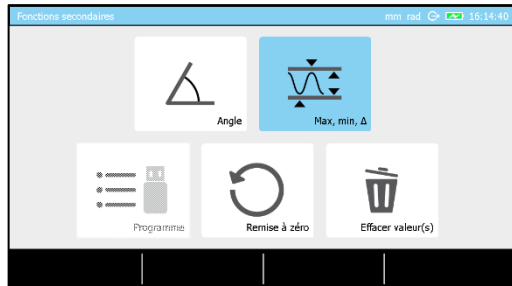 Fonctions secondaires mm rad 16:14:40
Angle Max, min, Δ
Programme Remise à zéro Effacer valeur(s)